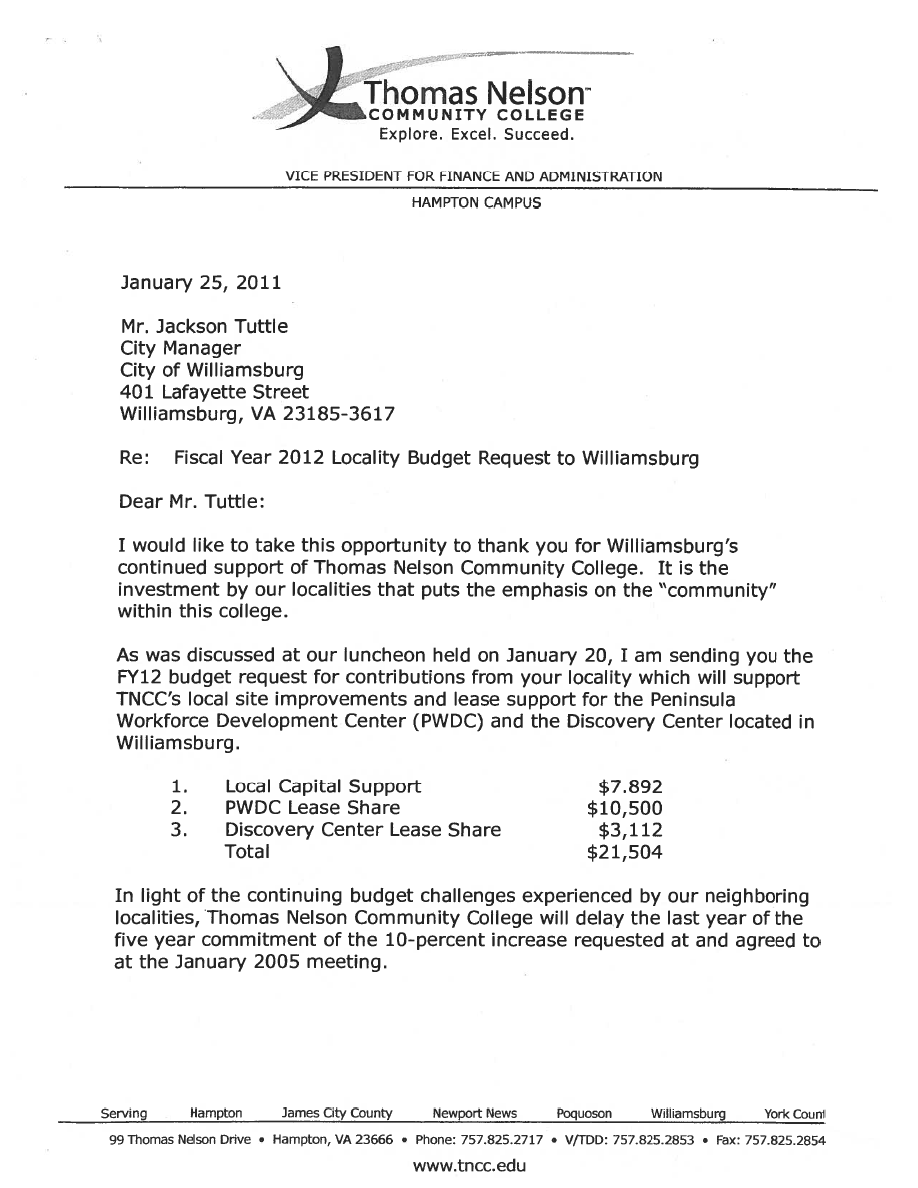 Thomas Nelson™
COMMUNITY COLLEGE
Explore. Excel. Succeed.
VICE PRESIDENT FOR FINANCE AND ADMINISTRATION
HAMPTON CAMPUS
January 25, 2011
Mr. Jackson Tuttle
City Manager
City of Williamsburg
401 Lafayette Street
Williamsburg, VA 23185-3617
Re: Fiscal Year 2012 Locality Budget Request to Williamsburg
Dear Mr. Tuttle:
I would like to take this opportunity to thank you for Williamsburg's
continued support of Thomas Nelson Community College. It is the
investment by our localities that puts the emphasis on the "community"
within this college.
As was discussed at our luncheon held on January 20, I am sending you the
FY12 budget request for contributions from your locality which will support
TNCC's local site improvements and lease support for the Peninsula
Workforce Development Center (PWDC) and the Discovery Center located in
Williamsburg.
1. Local Capital Support $7.892
2. PWDC Lease Share $10,500
3. Discovery Center Lease Share $3,112
Total $21,504
In light of the continuing budget challenges experienced by our neighboring
localities, Thomas Nelson Community College will delay the last year of the
five year commitment of the 10-percent increase requested at and agreed to
at the January 2005 meeting.
Serving Hampton James City County Newport News Poquoson Williamsburg York Count
99 Thomas Nelson Drive • Hampton, VA 23666 • Phone: 757.825.2717 • V/TDD: 757.825.2853 • Fax: 757.825.2854
www.tncc.edu